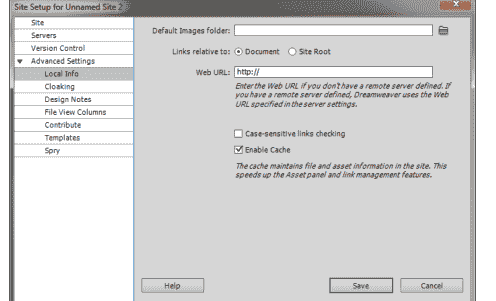 Site Setup for Unnamed Site 2
Site
Servers
Version Control
Advanced Settings
Local Info
Cloaking
Design Notes
File View Columns
Contribute
Templates
Spry
Default Images folder:
Links relative to: Document Site Root
Web URL: http://
Enter the Web URL if you don't have a remote server defined. If
you have a remote server defined, Dreamweaver uses the Web
URL specified in the server settings.
Case-sensitive links checking
Enable Cache
The cache maintains file and asset information in the site. This
speeds up the Asset panel and link management features.
Help Save Cancel